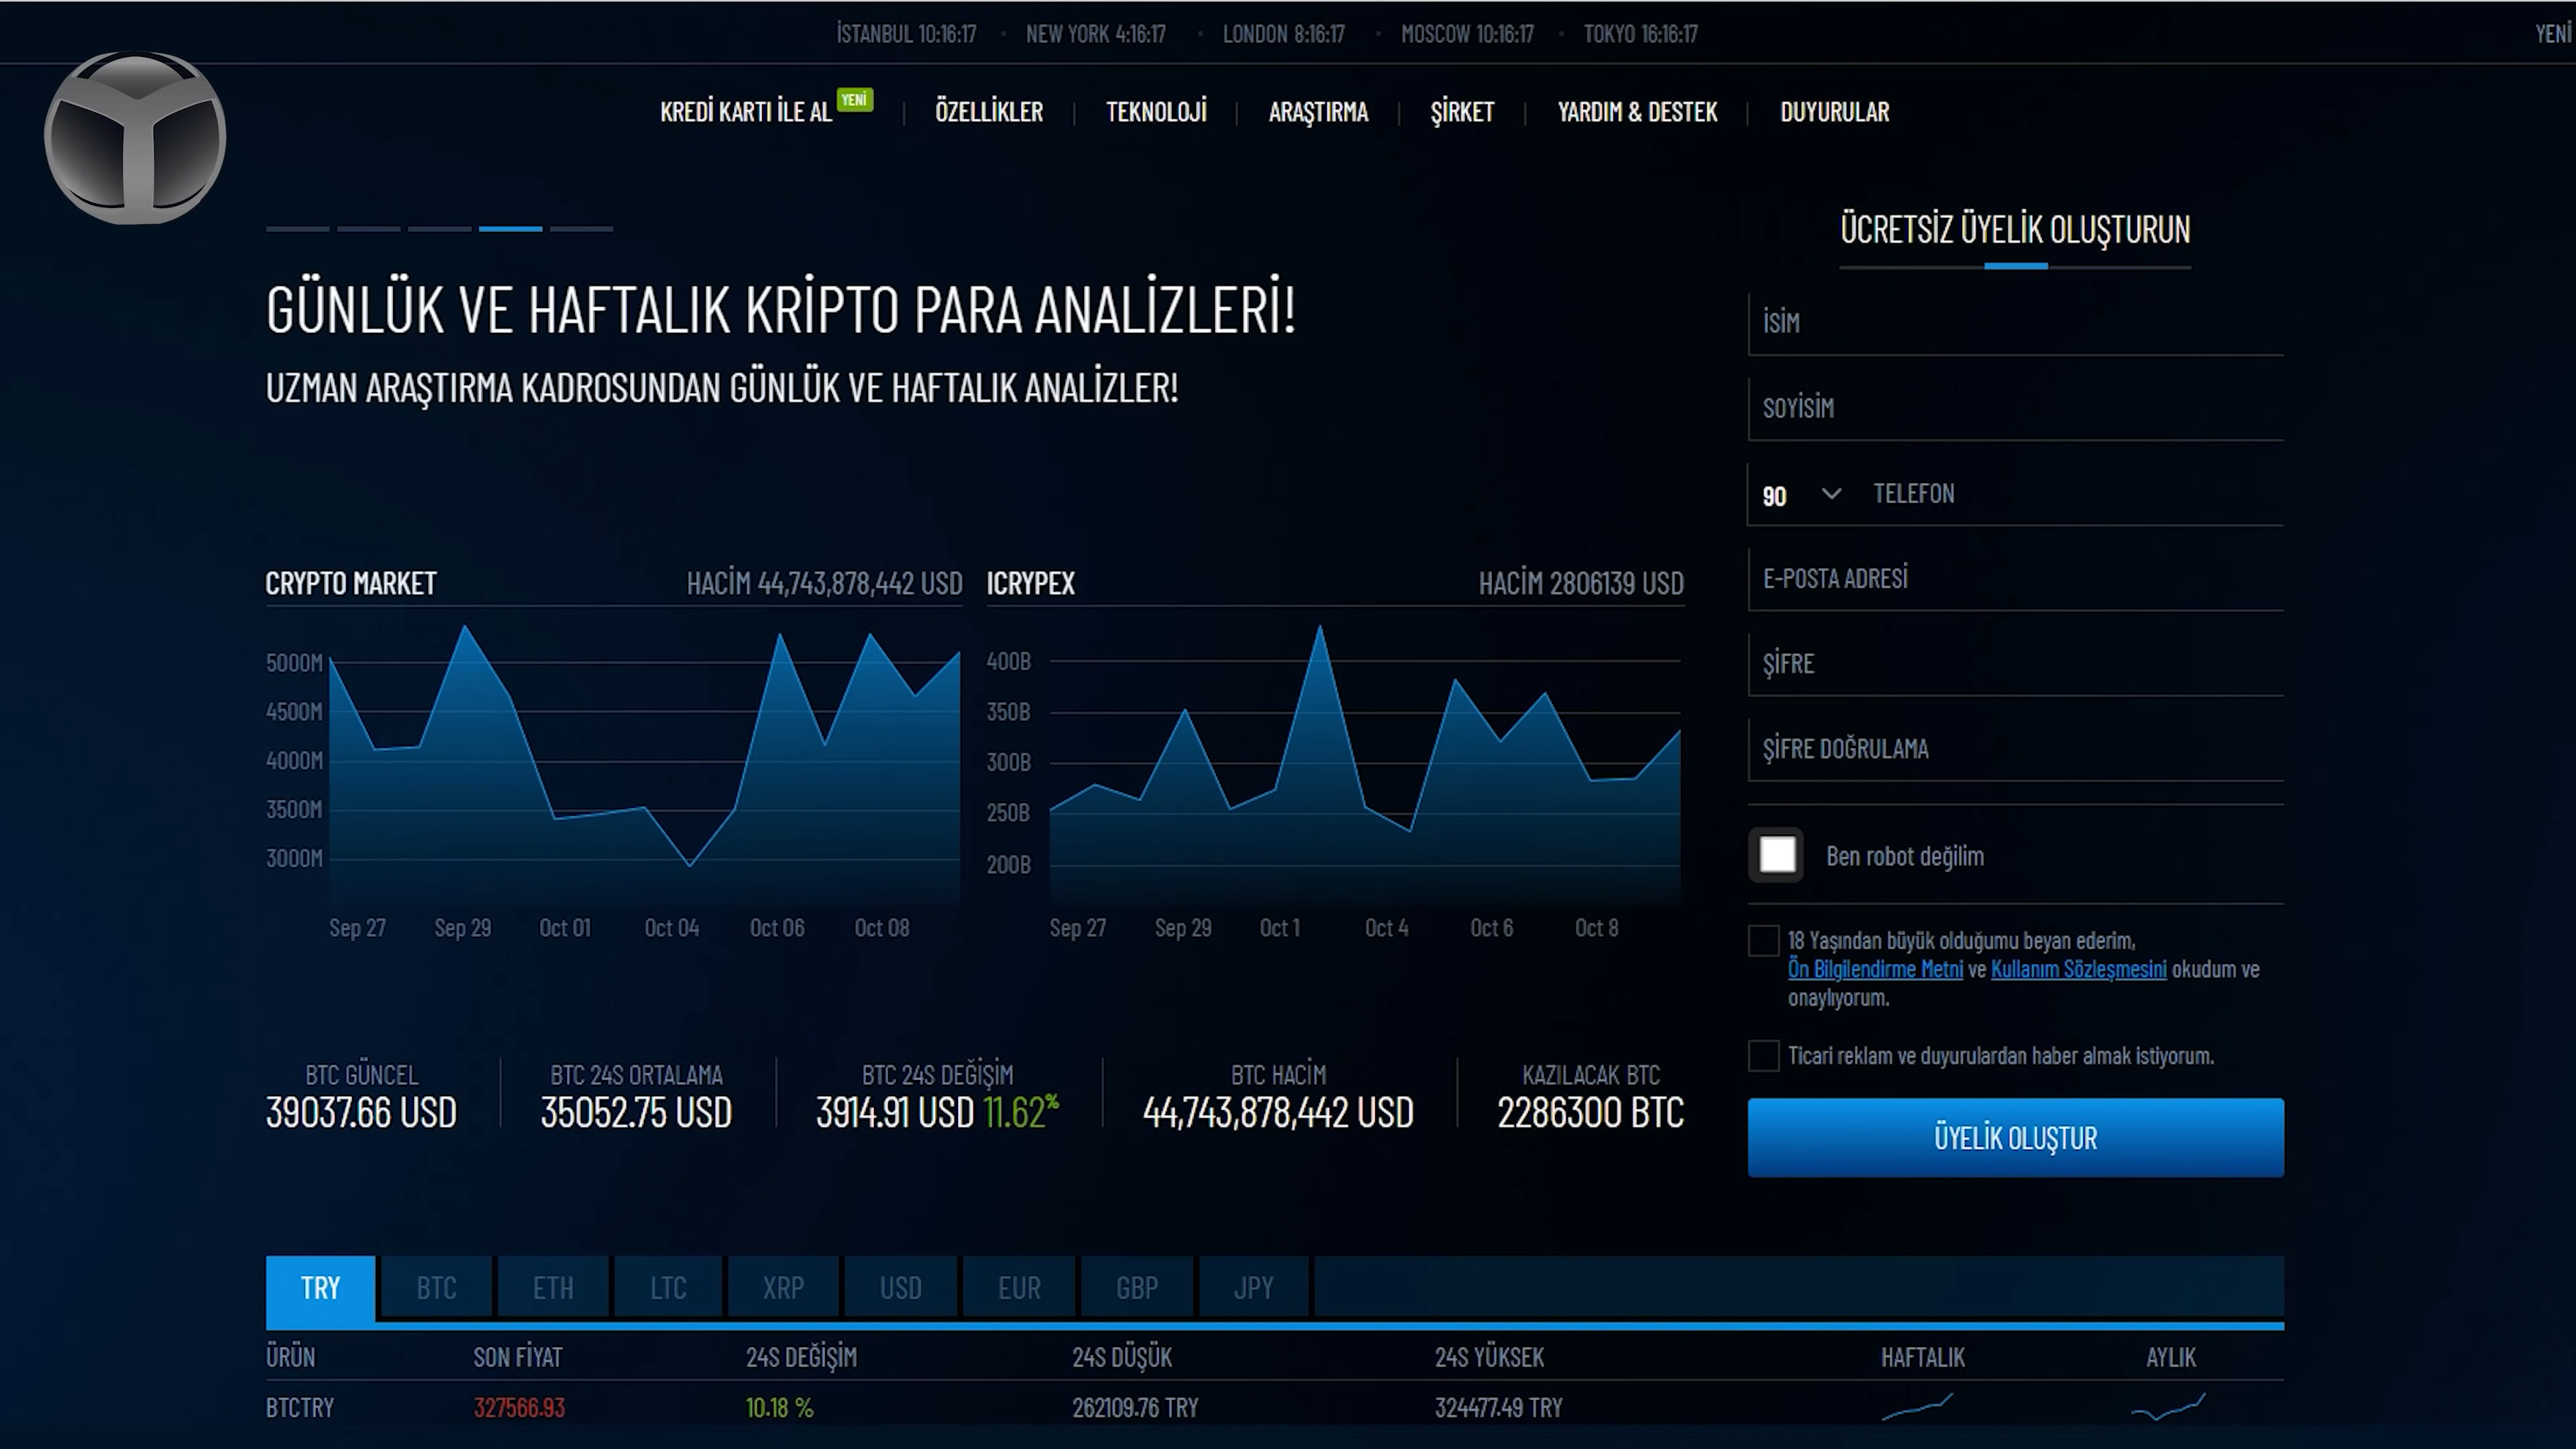 İSTANBUL 10:16:17 • NEW YORK 4:16:17 • LONDON 8:16:17 • MOSCOW 10:16:17 • TOKYO 16:16:17
YENİ
KREDİ KARTI İLE AL YENİ | ÖZELLİKLER | TEKNOLOJİ | ARAŞTIRMA | ŞİRKET | YARDIM & DESTEK | DUYURULAR
GÜNLÜK VE HAFTALIK KRİPTO PARA ANALİZLERİ!
UZMAN ARAŞTIRMA KADROSUNDAN GÜNLÜK VE HAFTALIK ANALİZLER!
CRYPTO MARKET HACİM 44,743,878,442 USD
5000M
4500M
4000M
3500M
3000M
Sep 27 Sep 29 Oct 01 Oct 04 Oct 06 Oct 08
ICRYPEX HACİM 2806139 USD
400B
350B
300B
250B
200B
Sep 27 Sep 29 Oct 1 Oct 4 Oct 6 Oct 8
BTC GÜNCEL
39037.66 USD
BTC 24S ORTALAMA
35052.75 USD
BTC 24S DEĞİŞİM
3914.91 USD 11.62%
BTC HACİM
44,743,878,442 USD
KAZILACAK BTC
2286300 BTC
ÜCRETSİZ ÜYELİK OLUŞTURUN
İSİM
SOYİSİM
90 TELEFON
E-POSTA ADRESİ
ŞİFRE
ŞİFRE DOĞRULAMA
Ben robot değilim
18 Yaşından büyük olduğumu beyan ederim,
Ön Bilgilendirme Metni ve Kullanım Sözleşmesini okudum ve
onaylıyorum.
Ticari reklam ve duyurulardan haber almak istiyorum.
ÜYELİK OLUŞTUR
TRY BTC ETH LTC XRP USD EUR GBP JPY
ÜRÜN SON FİYAT 24S DEĞİŞİM 24S DÜŞÜK 24S YÜKSEK HAFTALIK AYLIK
BTCTRY 327566.93 10.18 % 262109.76 TRY 324477.49 TRY